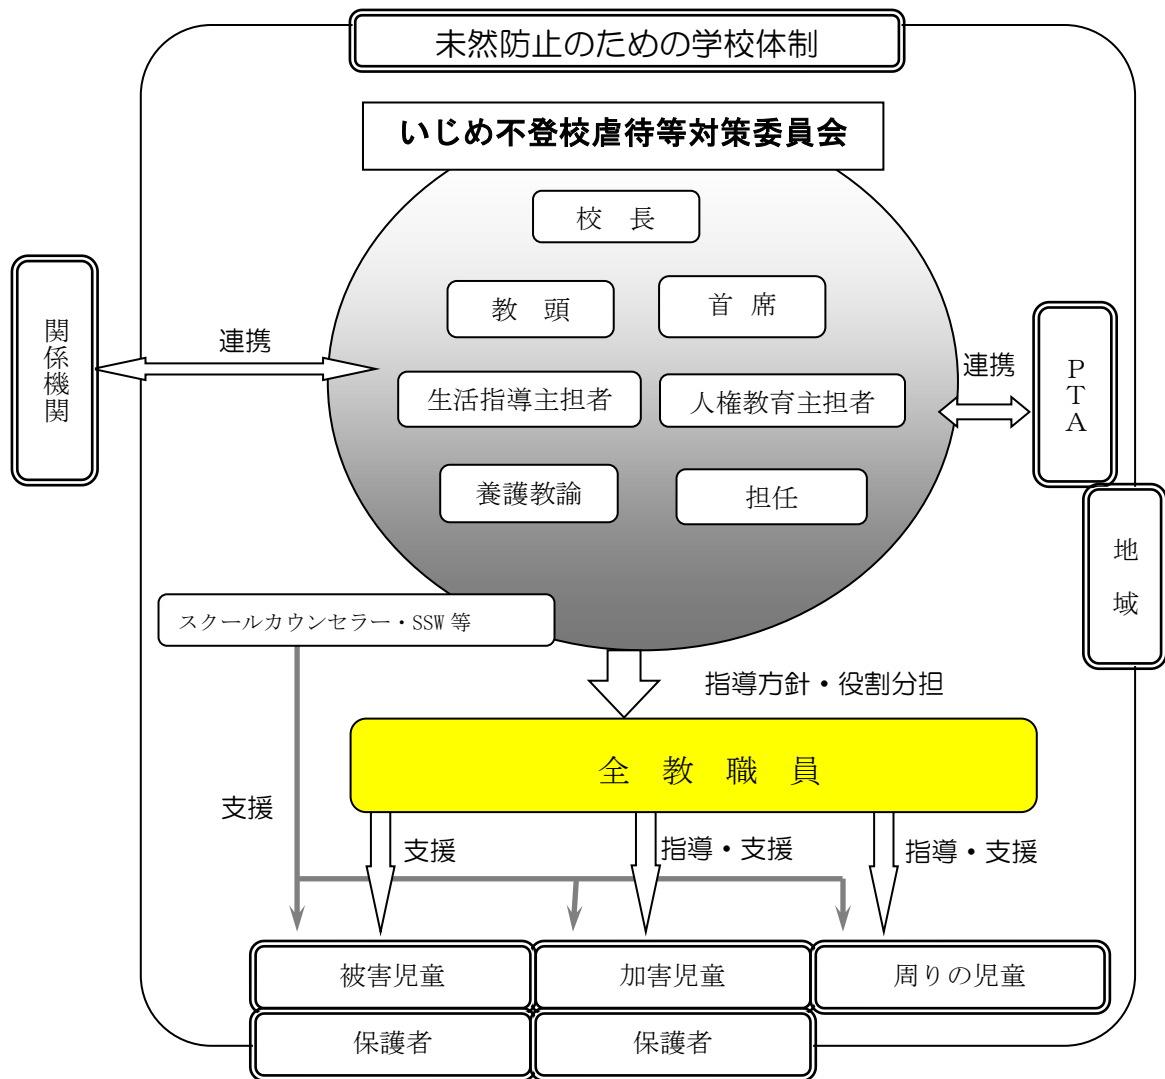 未然防止のための学校体制
いじめ不登校虐待等対策委員会
校　長
教　頭
首 席
関係機関
連携
連携
PTA
生活指導主担者
人権教育主担者
養護教諭
担任
地域
スクールカウンセラー・SSW 等
指導方針・役割分担
全 教 職 員
支援
支援
指導・支援
指導・支援
被害児童
加害児童
周りの児童
保護者
保護者